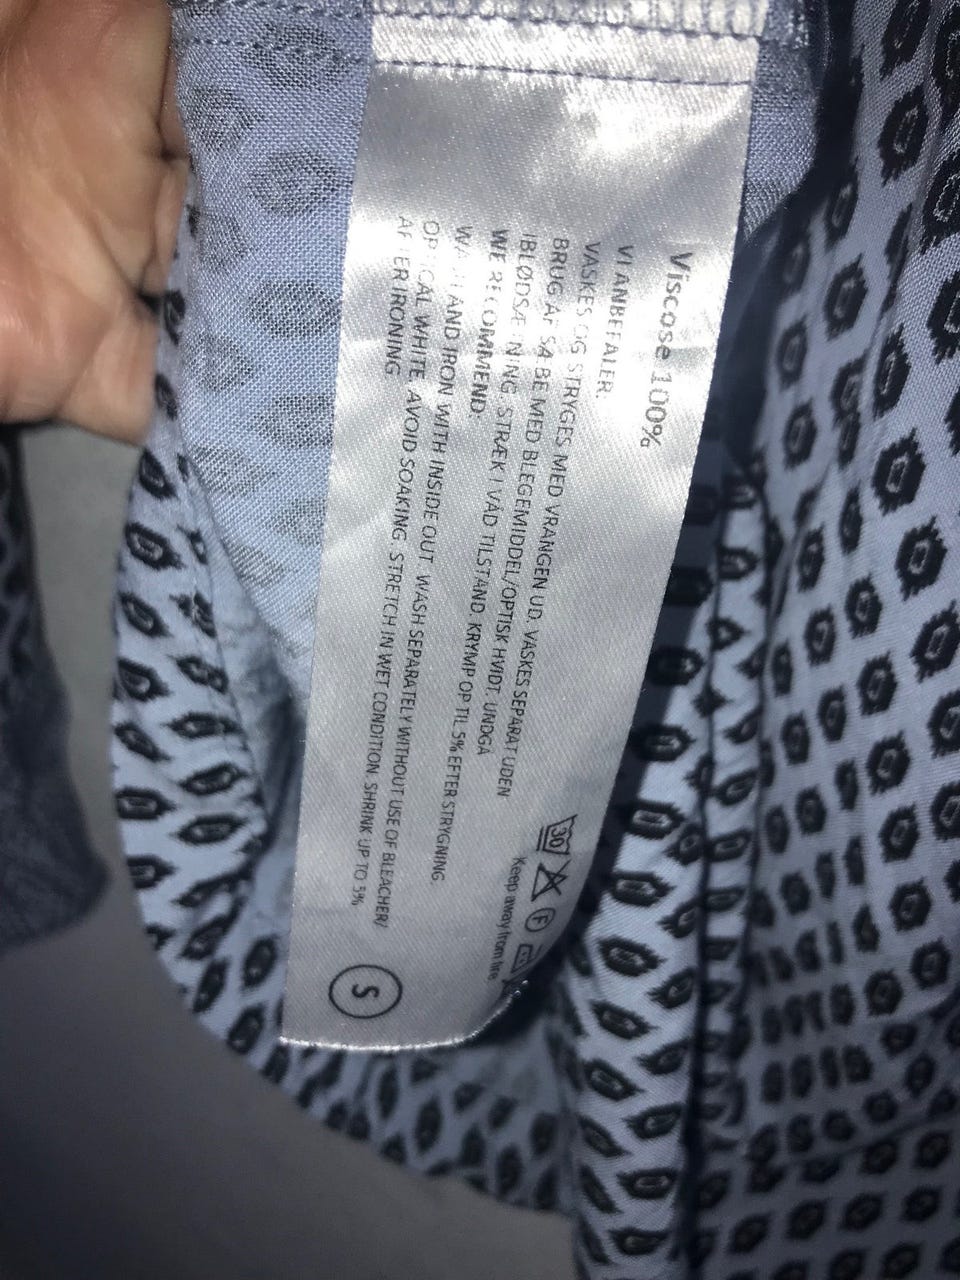 Viscose 100%
VI ANBEFALER:
VASKES OG STRYGES MED VRANGEN UD. VASKES SEPARAT UDEN
BRUG AF SÆBE MED BLEGEMIDDEL/OPTISK HVIDT. UNDGÅ
IBLØDSÆTNING. STRÆK I VÅD TILSTAND. KRYMP OP TIL 5% EFTER STRYGNING.
WE RECOMMEND:
WASH AND IRON WITH INSIDE OUT. WASH SEPARATELY WITHOUT USE OF BLEACHER/
OPTICAL WHITE. AVOID SOAKING. STRETCH IN WET CONDITION. SHRINK UP TO 5%
AFTER IRONING.
30 F
Keep away from fire
S